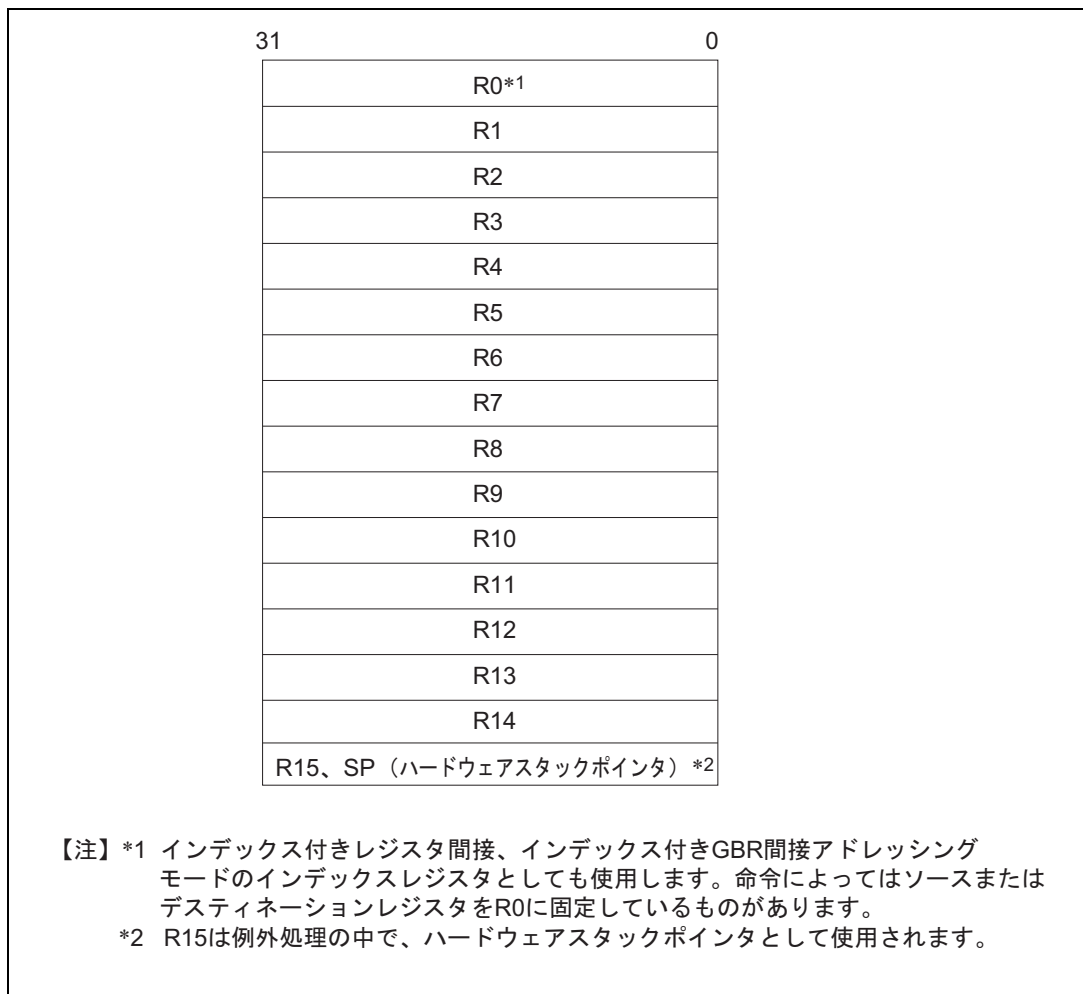 31 0
R0*1
R1
R2
R3
R4
R5
R6
R7
R8
R9
R10
R11
R12
R13
R14
R15、SP（ハードウェアスタックポインタ）*2
【注】*1 インデックス付きレジスタ間接、インデックス付きGBR間接アドレッシング
モードのインデックスレジスタとしても使用します。命令によってはソースまたは
デスティネーションレジスタをR0に固定しているものがあります。
*2 R15は例外処理の中で、ハードウェアスタックポインタとして使用されます。